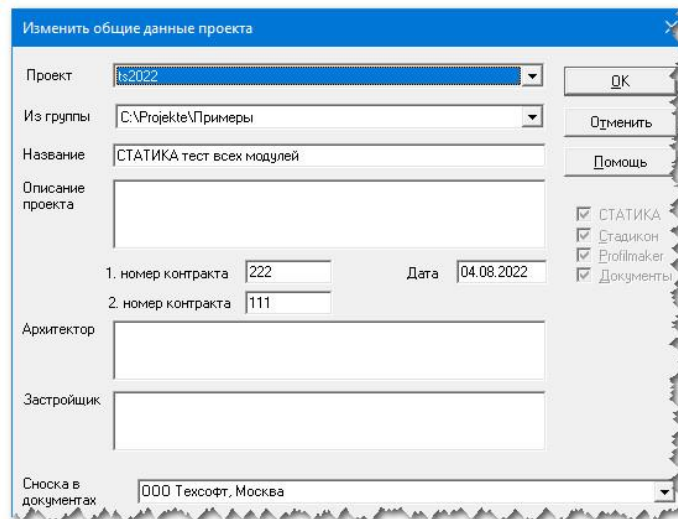 Изменить общие данные проекта
Проект ts2022
OK
Из группы C:\Projekte\Примеры
Отменить
Название СТАТИКА тест всех модулей
Помощь
Описание
проекта
СТАТИКА
Стадикон
Profilmaker
Документы
1. номер контракта 222 Дата 04.08.2022
2. номер контракта 111
Архитектор
Застройщик
Сноска в
документах ООО Техсофт, Москва